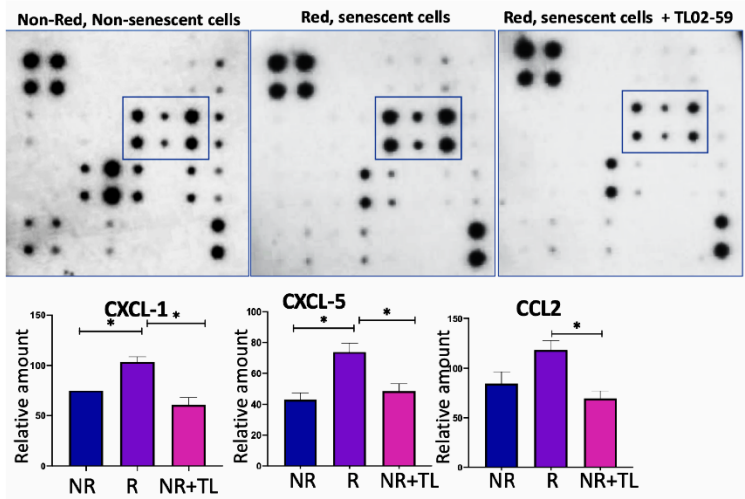 Non-Red, Non-senescent cells
Red, senescent cells
Red, senescent cells + TL02-59
CXCL-1
Relative amount
150
100
50
0
*
*
NR
R
NR+TL
CXCL-5
Relative amount
100
80
60
40
20
0
*
*
NR
R
NR+TL
CCL2
Relative amount
150
100
50
0
*
NR
R
NR+TL